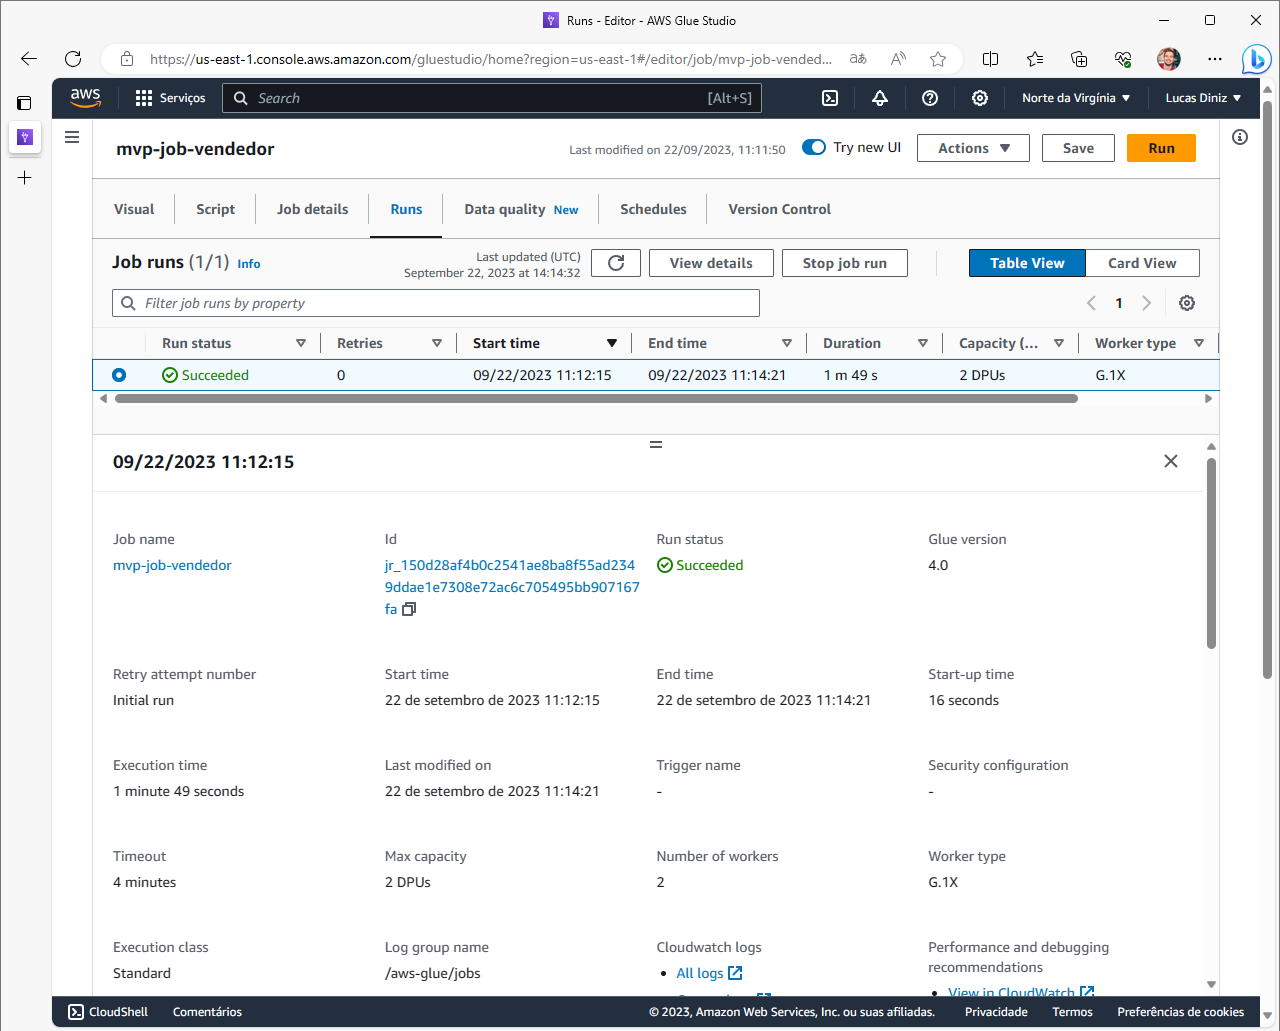 Runs - Editor - AWS Glue Studio
https://us-east-1.console.aws.amazon.com/gluestudio/home?region=us-east-1#/editor/job/mvp-job-vended...
aws
Serviços
Search
[Alt+S]
Norte da Virgínia
Lucas Diniz
mvp-job-vendedor
Last modified on 22/09/2023, 11:11:50
Try new UI
Actions
Save
Run
Visual
Script
Job details
Runs
Data quality New
Schedules
Version Control
Job runs (1/1) Info
Last updated (UTC)
September 22, 2023 at 14:14:32
View details
Stop job run
Table View
Card View
Filter job runs by property
1
Run status
Retries
Start time
End time
Duration
Capacity (...
Worker type
Succeeded
0
09/22/2023 11:12:15
09/22/2023 11:14:21
1 m 49 s
2 DPUs
G.1X
09/22/2023 11:12:15
Job name
mvp-job-vendedor
Id
jr_150d28af4b0c2541ae8ba8f55ad234
9ddae1e7308e72ac6c705495bb907167
fa
Run status
Succeeded
Glue version
4.0
Retry attempt number
Initial run
Start time
22 de setembro de 2023 11:12:15
End time
22 de setembro de 2023 11:14:21
Start-up time
16 seconds
Execution time
1 minute 49 seconds
Last modified on
22 de setembro de 2023 11:14:21
Trigger name
-
Security configuration
-
Timeout
4 minutes
Max capacity
2 DPUs
Number of workers
2
Worker type
G.1X
Execution class
Standard
Log group name
/aws-glue/jobs
Cloudwatch logs
• All logs
Performance and debugging
recommendations
• View in CloudWatch
CloudShell
Comentários
© 2023, Amazon Web Services, Inc. ou suas afiliadas.
Privacidade
Termos
Preferências de cookies